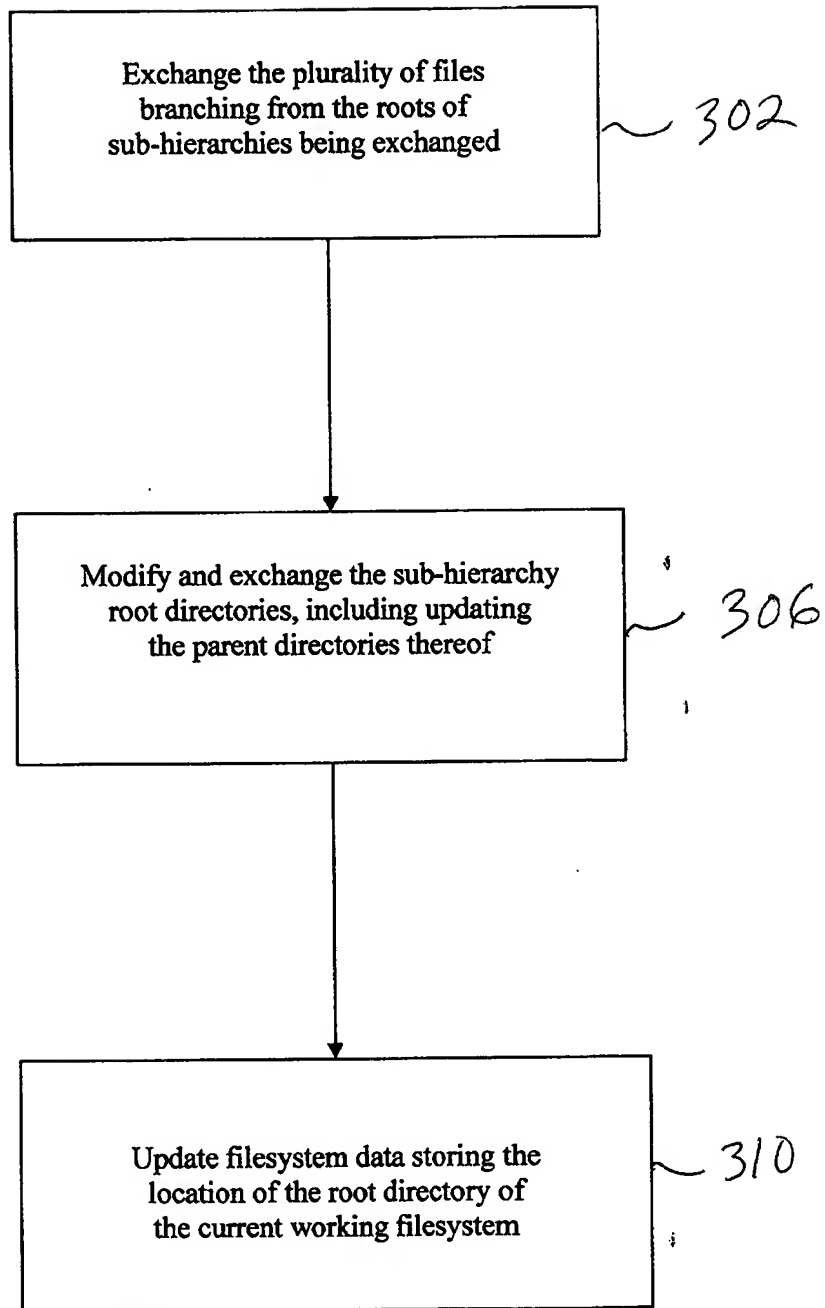 Exchange the plurality of files
branching from the roots of
sub-hierarchies being exchanged
302
Modify and exchange the sub-hierarchy
root directories, including updating
the parent directories thereof
306
Update filesystem data storing the
location of the root directory of
the current working filesystem
310